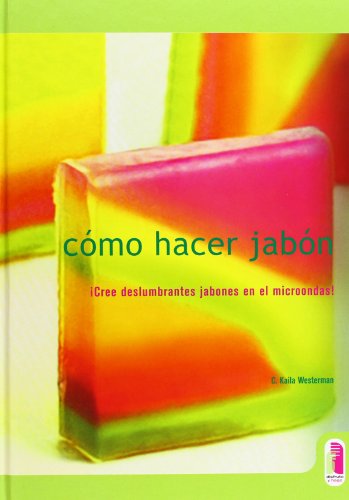 cómo hacer jabón
¡Cree deslumbrantes jabones en el microondas!
C. Kaila Westerman